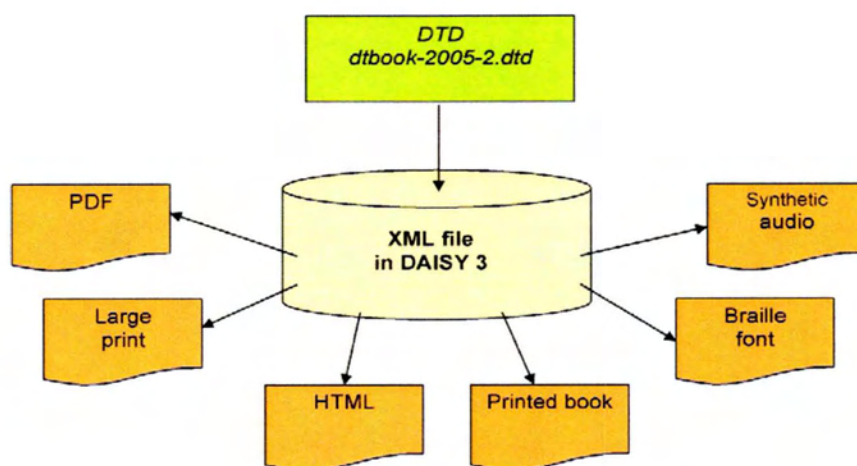 DTD
dtbook-2005-2.dtd
PDF
Synthetic
audio
XML file
in DAISY 3
Large
print
Braille
font
HTML
Printed book